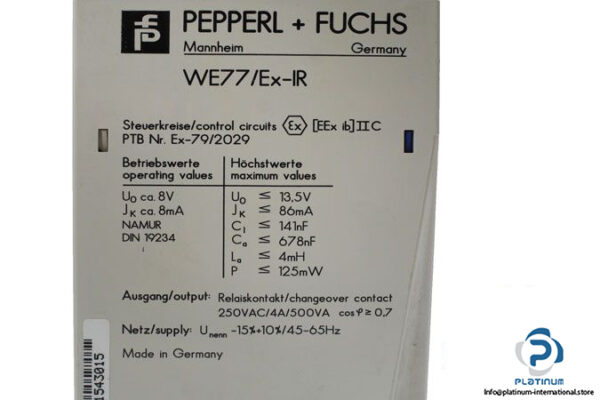 PEPPERL + FUCHS
Mannheim Germany
WE77/Ex-IR
Steuerkreise/control circuits Ex [EEx ib] II C
PTB Nr. Ex-79/2029
Betriebswerte
operating values
U₀ ca. 8V
Jₖ ca. 8mA
NAMUR
DIN 19234
Höchstwerte
maximum values
U₀ ≤ 13,5V
Jₖ ≤ 86mA
Cᵢ ≤ 141nF
Cₐ ≤ 678nF
Lₐ ≤ 4mH
P ≤ 125mW
Ausgang/output: Relaiskontakt/changeover contact
250VAC/4A/500VA cos φ ≥ 0,7
Netz/supply: Uₙₑₙₙ -15%+10%/45-65Hz
Made in Germany
1543015
PLATINUM
https://platinum-international.store